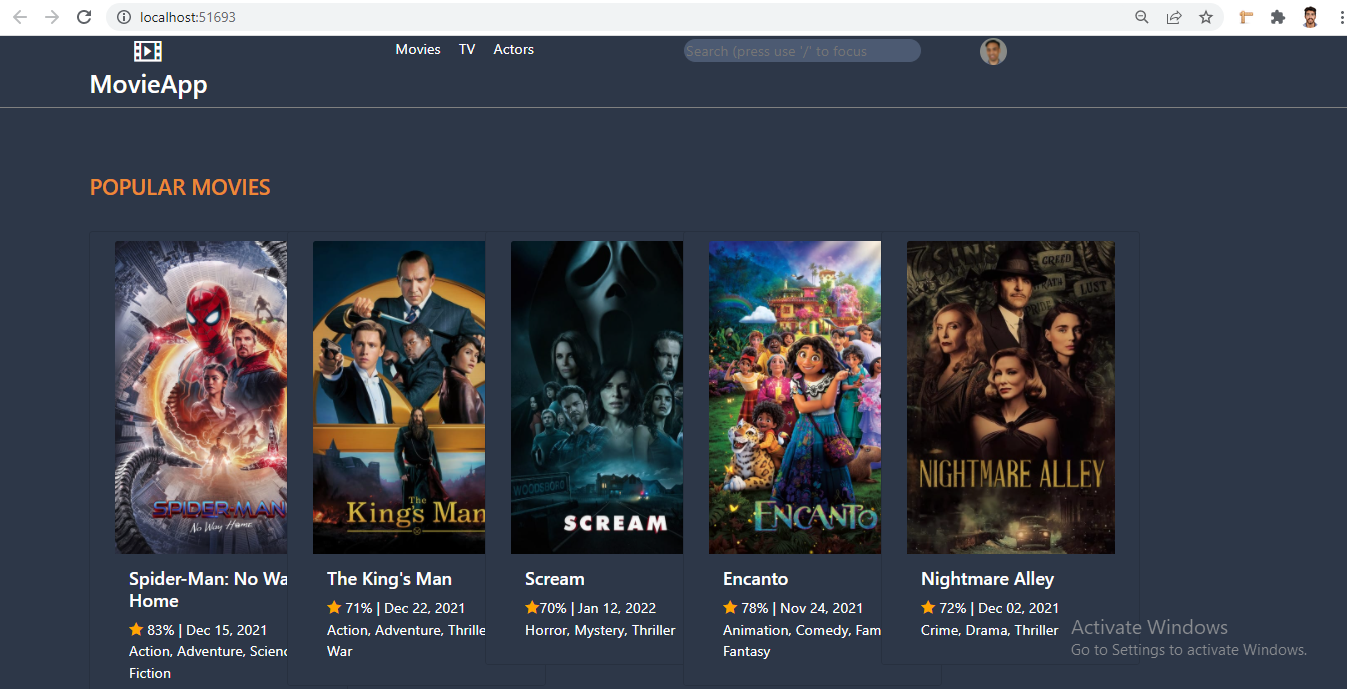 localhost:51693
Movies TV Actors
Search (press use '/' to focus
MovieApp
POPULAR MOVIES
GREED
LUST
SPIDER-MAN
No Way Home
The
King's Man
WOODSBORO
SCREAM
ENCANTO
NIGHTMARE ALLEY
Spider-Man: No Wa
Home
83% | Dec 15, 2021
Action, Adventure, Scienc
Fiction
The King's Man
71% | Dec 22, 2021
Action, Adventure, Thrille
War
Scream
70% | Jan 12, 2022
Horror, Mystery, Thriller
Encanto
78% | Nov 24, 2021
Animation, Comedy, Fam
Fantasy
Nightmare Alley
72% | Dec 02, 2021
Crime, Drama, Thriller
Activate Windows
Go to Settings to activate Windows.